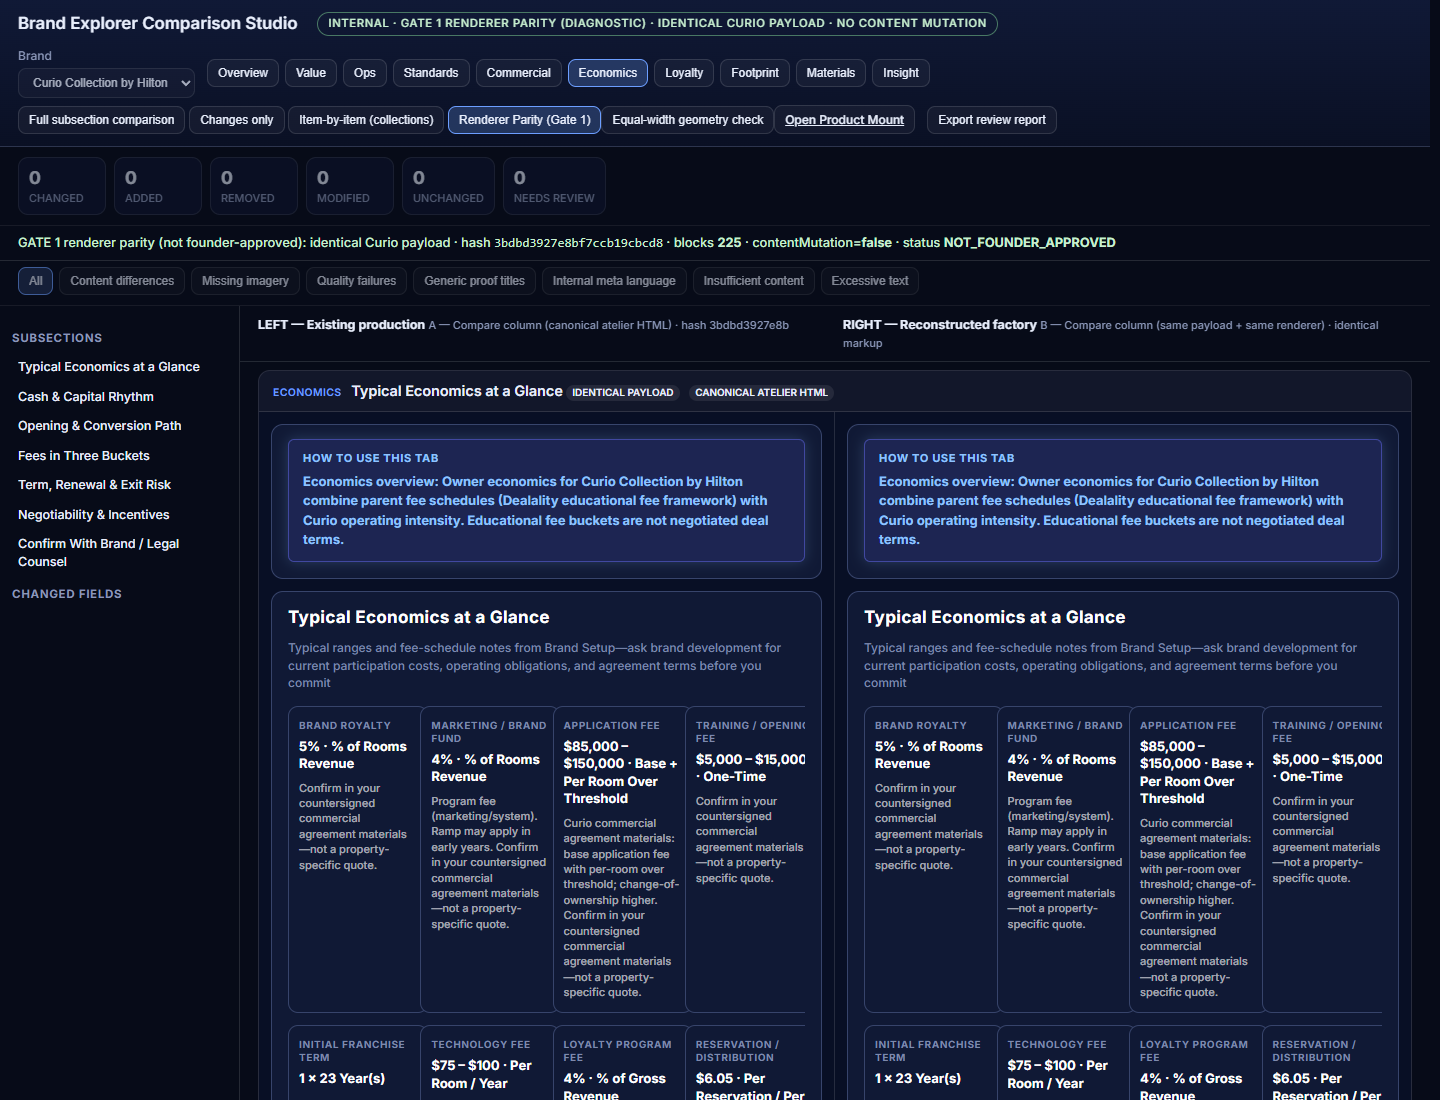 Brand Explorer Comparison Studio
INTERNAL · GATE 1 RENDERER PARITY (DIAGNOSTIC) · IDENTICAL CURIO PAYLOAD · NO CONTENT MUTATION
Brand
Curio Collection by Hilton
Overview
Value
Ops
Standards
Commercial
Economics
Loyalty
Footprint
Materials
Insight
Full subsection comparison
Changes only
Item-by-item (collections)
Renderer Parity (Gate 1)
Equal-width geometry check
Open Product Mount
Export review report
0
CHANGED
0
ADDED
0
REMOVED
0
MODIFIED
0
UNCHANGED
0
NEEDS REVIEW
GATE 1 renderer parity (not founder-approved): identical Curio payload · hash 3bdbd3927e8bf7ccb19cbcd8 · blocks 225 · contentMutation=false · status NOT_FOUNDER_APPROVED
All
Content differences
Missing imagery
Quality failures
Generic proof titles
Internal meta language
Insufficient content
Excessive text
SUBSECTIONS
Typical Economics at a Glance
Cash & Capital Rhythm
Opening & Conversion Path
Fees in Three Buckets
Term, Renewal & Exit Risk
Negotiability & Incentives
Confirm With Brand / Legal
Counsel
CHANGED FIELDS
LEFT — Existing production A — Compare column (canonical atelier HTML) · hash 3bdbd3927e8b
RIGHT — Reconstructed factory B — Compare column (same payload + same renderer) · identical
markup
ECONOMICS Typical Economics at a Glance IDENTICAL PAYLOAD CANONICAL ATELIER HTML
HOW TO USE THIS TAB
Economics overview: Owner economics for Curio Collection by Hilton
combine parent fee schedules (Dealality educational fee framework) with
Curio operating intensity. Educational fee buckets are not negotiated deal
terms.
Typical Economics at a Glance
Typical ranges and fee-schedule notes from Brand Setup—ask brand development for
current participation costs, operating obligations, and agreement terms before you
commit
BRAND ROYALTY
5% · % of Rooms
Revenue
Confirm in your
countersigned
commercial
agreement materials
—not a property-
specific quote.
MARKETING / BRAND
FUND
4% · % of Rooms
Revenue
Program fee
(marketing/system).
Ramp may apply in
early years. Confirm
in your countersigned
commercial
agreement materials
—not a property-
specific quote.
APPLICATION FEE
$85,000 –
$150,000 · Base +
Per Room Over
Threshold
Curio commercial
agreement materials:
base application fee
with per-room over
threshold; change-of-
ownership higher.
Confirm in your
countersigned
commercial
agreement materials
—not a property-
specific quote.
TRAINING / OPENING
FEE
$5,000 – $15,000
· One-Time
Confirm in your
countersigned
commercial
agreement materials
—not a property-
specific quote.
INITIAL FRANCHISE
TERM
1 × 23 Year(s)
TECHNOLOGY FEE
$75 – $100 · Per
Room / Year
LOYALTY PROGRAM
FEE
4% · % of Gross
Revenue
RESERVATION /
DISTRIBUTION
$6.05 · Per
Reservation / Per
HOW TO USE THIS TAB
Economics overview: Owner economics for Curio Collection by Hilton
combine parent fee schedules (Dealality educational fee framework) with
Curio operating intensity. Educational fee buckets are not negotiated deal
terms.
Typical Economics at a Glance
Typical ranges and fee-schedule notes from Brand Setup—ask brand development for
current participation costs, operating obligations, and agreement terms before you
commit
BRAND ROYALTY
5% · % of Rooms
Revenue
Confirm in your
countersigned
commercial
agreement materials
—not a property-
specific quote.
MARKETING / BRAND
FUND
4% · % of Rooms
Revenue
Program fee
(marketing/system).
Ramp may apply in
early years. Confirm
in your countersigned
commercial
agreement materials
—not a property-
specific quote.
APPLICATION FEE
$85,000 –
$150,000 · Base +
Per Room Over
Threshold
Curio commercial
agreement materials:
base application fee
with per-room over
threshold; change-of-
ownership higher.
Confirm in your
countersigned
commercial
agreement materials
—not a property-
specific quote.
TRAINING / OPENING
FEE
$5,000 – $15,000
· One-Time
Confirm in your
countersigned
commercial
agreement materials
—not a property-
specific quote.
INITIAL FRANCHISE
TERM
1 × 23 Year(s)
TECHNOLOGY FEE
$75 – $100 · Per
Room / Year
LOYALTY PROGRAM
FEE
4% · % of Gross
Revenue
RESERVATION /
DISTRIBUTION
$6.05 · Per
Reservation / Per